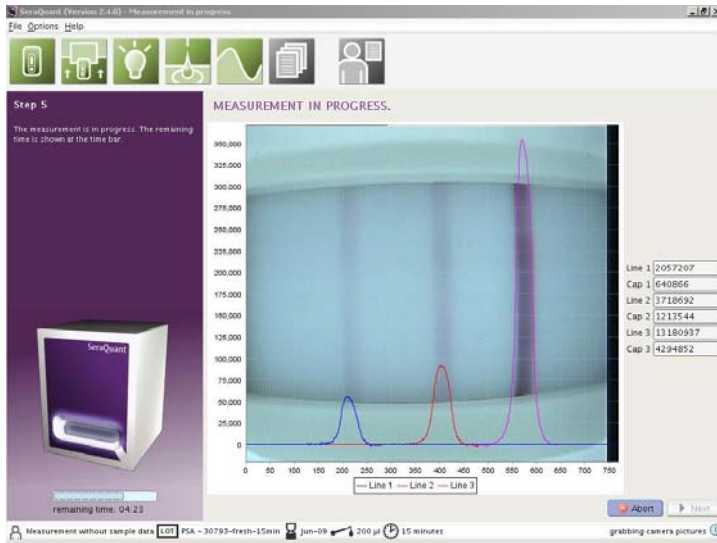 SeraQuant (Version 2.4.0) - Measurement in progress
File Options Help
Step 5
The measurement is in progress. The remaining
time is shown at the time bar.
SeraQuant
remaining time. 04:23
MEASUREMENT IN PROGRESS.
350,000
325,000
300,000
275,000
250,000
225,000
200,000
175,000
150,000
125,000
100,000
75,000
50,000
25,000
0
0 50 100 150 200 250 300 350 400 450 500 550 600 650 700 750
Line 1 Line 2 Line 3
Line 1 2057207
Cap 1 640866
Line 2 3718692
Cap 2 1213544
Line 3 13180937
Cap 3 4294852
Abort Next
Measurement without sample data LOT PSA - 30793-fresh-15min Jun-09 200 µl 15 minutes grabbing camera pictures